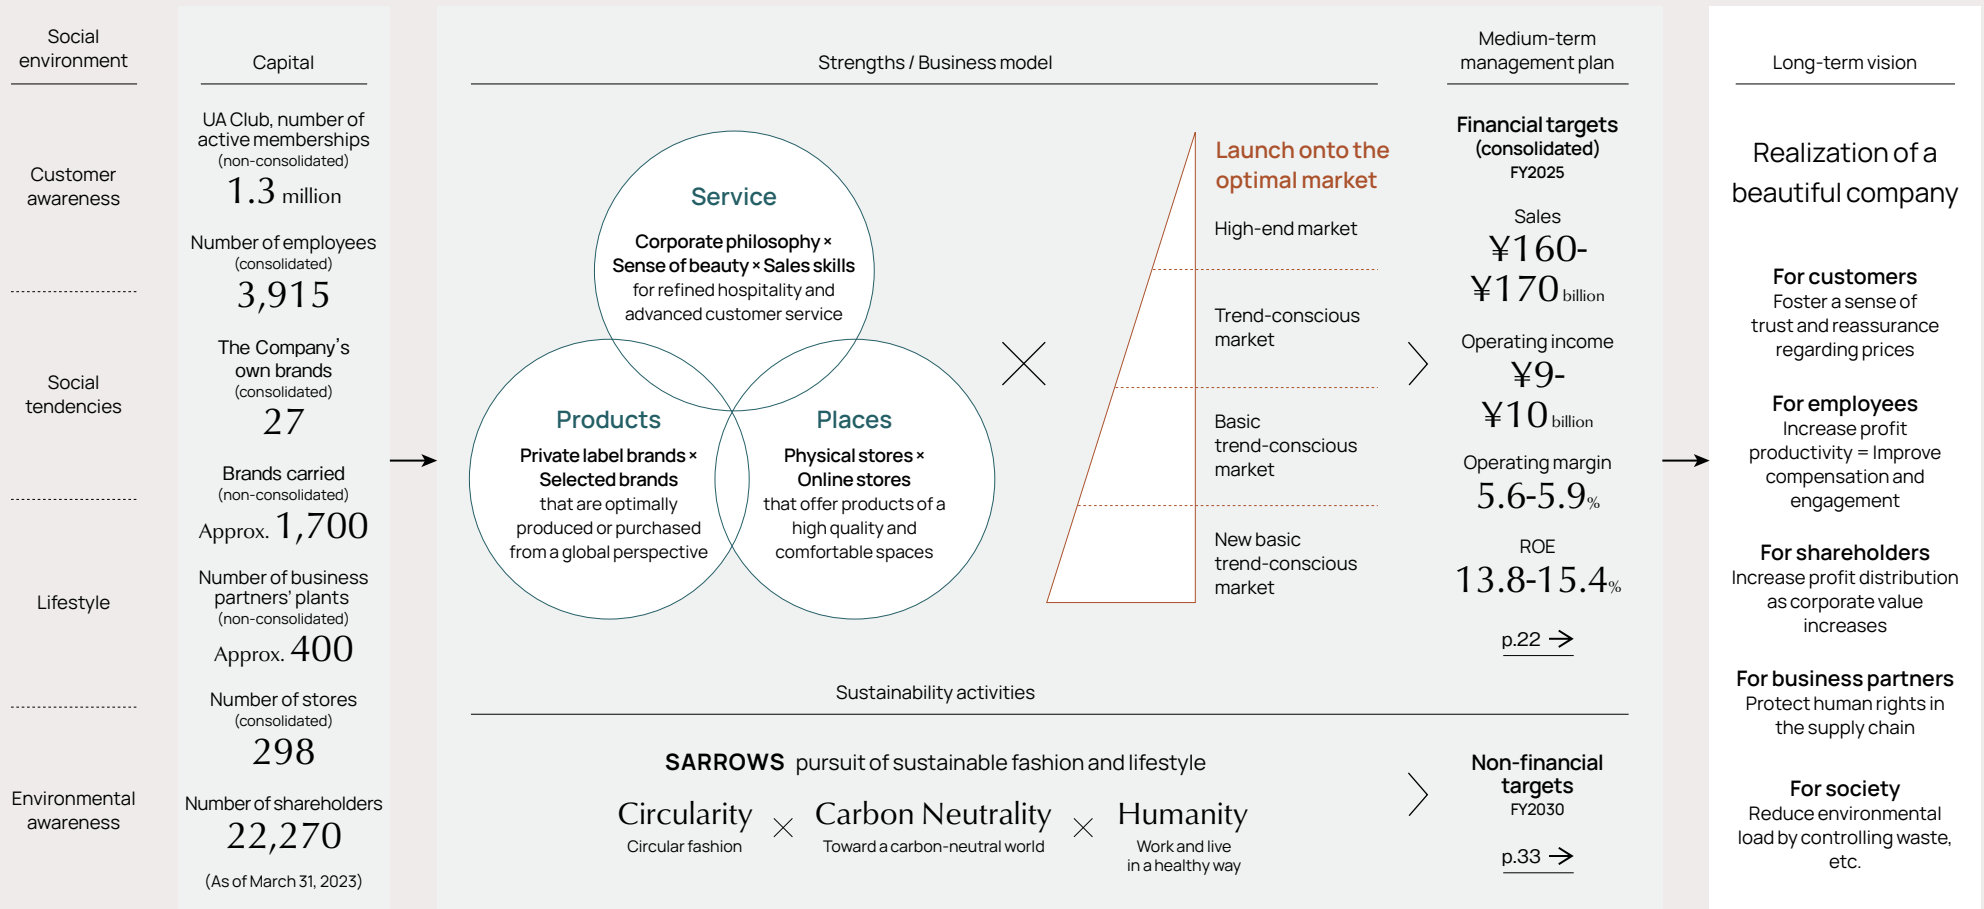 Social
environment
Customer
awareness
Social
tendencies
Lifestyle
Environmental
awareness
Capital
UA Club, number of
active memberships
(non-consolidated)
1.3 million
Number of employees
(consolidated)
3,915
The Company's
own brands
(consolidated)
27
Brands carried
(non-consolidated)
Approx. 1,700
Number of business
partners' plants
(non-consolidated)
Approx. 400
Number of stores
(consolidated)
298
Number of shareholders
22,270
(As of March 31, 2023)
Strengths / Business model
Service
Corporate philosophy ×
Sense of beauty × Sales skills
for refined hospitality and
advanced customer service
Products
Private label brands ×
Selected brands
that are optimally
produced or purchased
from a global perspective
Places
Physical stores ×
Online stores
that offer products of a
high quality and
comfortable spaces
Launch onto the
optimal market
High-end market
Trend-conscious
market
Basic
trend-conscious
market
New basic
trend-conscious
market
Medium-term
management plan
Financial targets
(consolidated)
FY2025
Sales
¥160-
¥170 billion
Operating income
¥9-
¥10 billion
Operating margin
5.6-5.9%
ROE
13.8-15.4%
p.22
Sustainability activities
SARROWS pursuit of sustainable fashion and lifestyle
Circularity
Circular fashion
Carbon Neutrality
Toward a carbon-neutral world
Humanity
Work and live
in a healthy way
Non-financial
targets
FY2030
p.33
Long-term vision
Realization of a
beautiful company
For customers
Foster a sense of
trust and reassurance
regarding prices
For employees
Increase profit
productivity = Improve
compensation and
engagement
For shareholders
Increase profit distribution
as corporate value
increases
For business partners
Protect human rights in
the supply chain
For society
Reduce environmental
load by controlling waste,
etc.